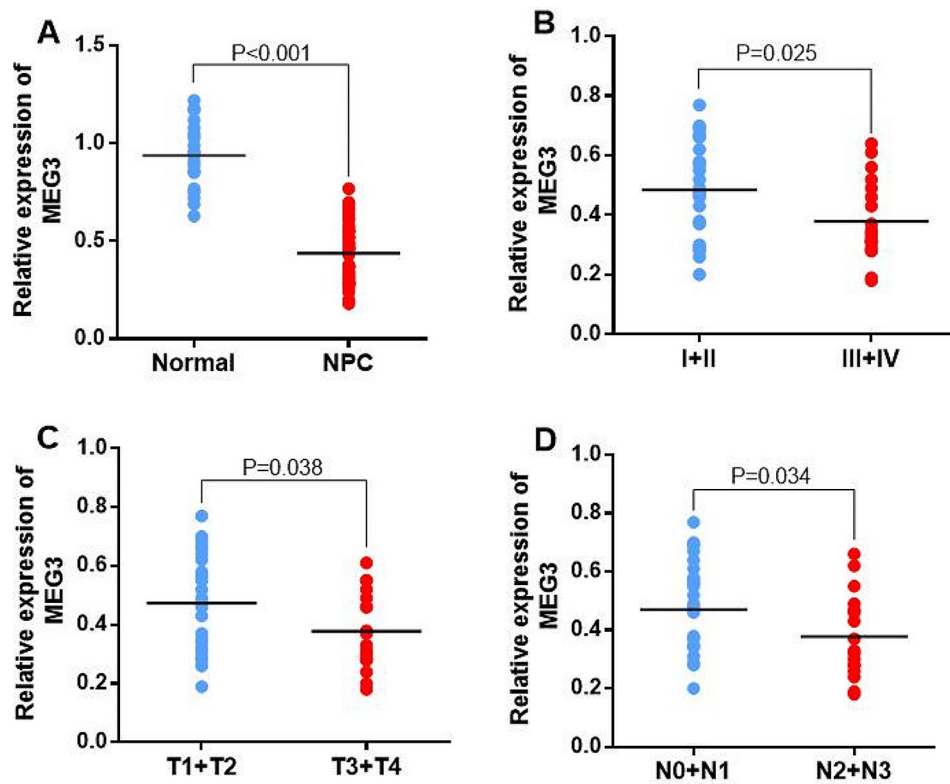 A
Relative expression of
MEG3
1.5
1.0
0.5
0.0
P<0.001
Normal
NPC
B
Relative expression of
MEG3
1.0
0.8
0.6
0.4
0.2
0.0
P=0.025
I+II
III+IV
C
Relative expression of
MEG3
1.0
0.8
0.6
0.4
0.2
0.0
P=0.038
T1+T2
T3+T4
D
Relative expression of
MEG3
1.0
0.8
0.6
0.4
0.2
0.0
P=0.034
N0+N1
N2+N3